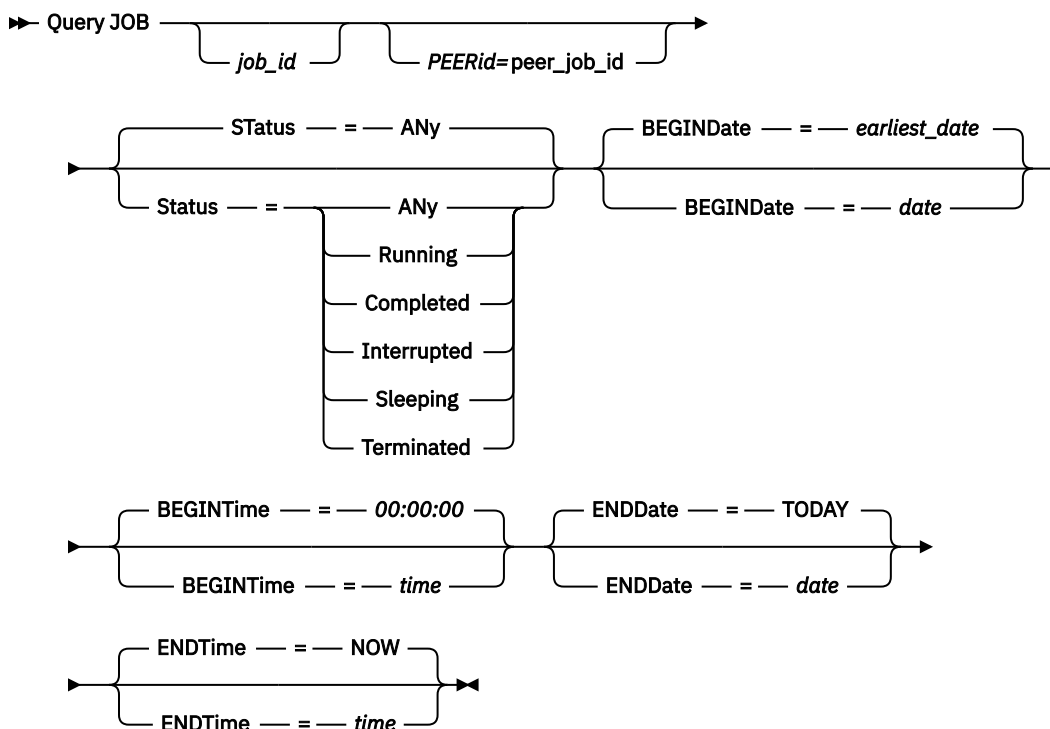 Query JOB
job_id
PEERid=peer_job_id
STatus = ANy
Status = ANy
Running
Completed
Interrupted
Sleeping
Terminated
BEGINDate = earliest_date
BEGINDate = date
BEGINTime = 00:00:00
BEGINTime = time
ENDDate = TODAY
ENDDate = date
ENDTime = NOW
ENDTime = time